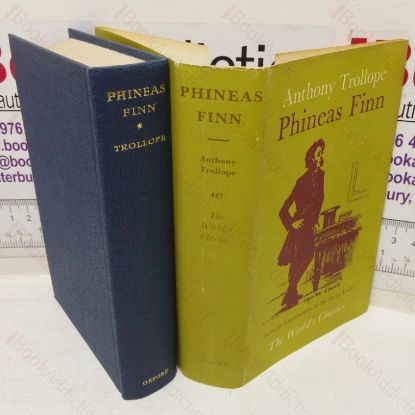 PHINEAS
FINN
*
TROLLOPE
OXFORD
PHINEAS
FINN
Anthony
Trollope
447
The
World's
Classics
OXFORD
Anthony Trollope
Phineas Finn
The World's Classics